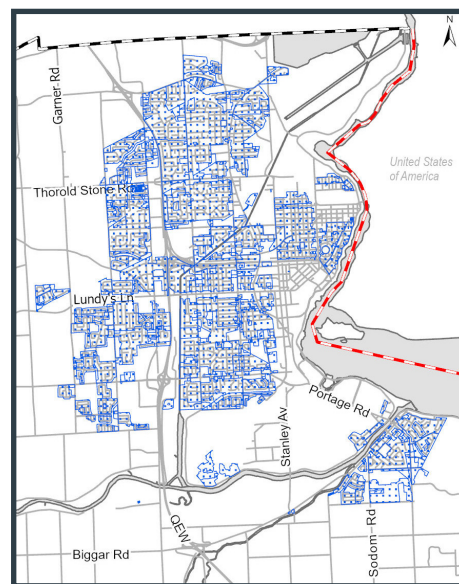 N
Garner Rd
United States
of America
Thorold Stone Rd
Lundy's Ln
Portage Rd
Stanley Av
QEW
Sodom Rd
Biggar Rd